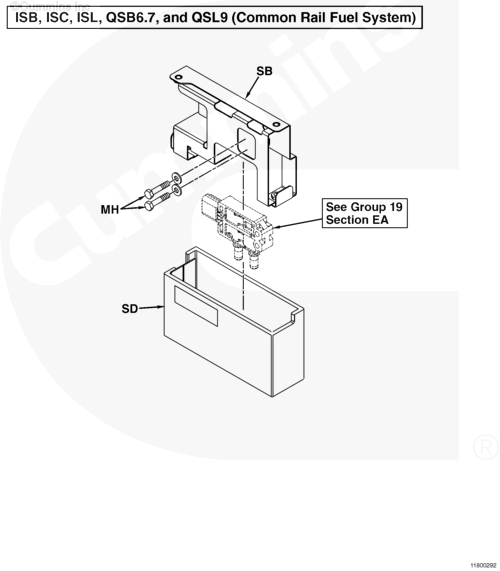 ©Cummins Inc.
ISB, ISC, ISL, QSB6.7, and QSL9 (Common Rail Fuel System)
SB
MH
See Group 19
Section EA
SD
Cummins
®
11800292